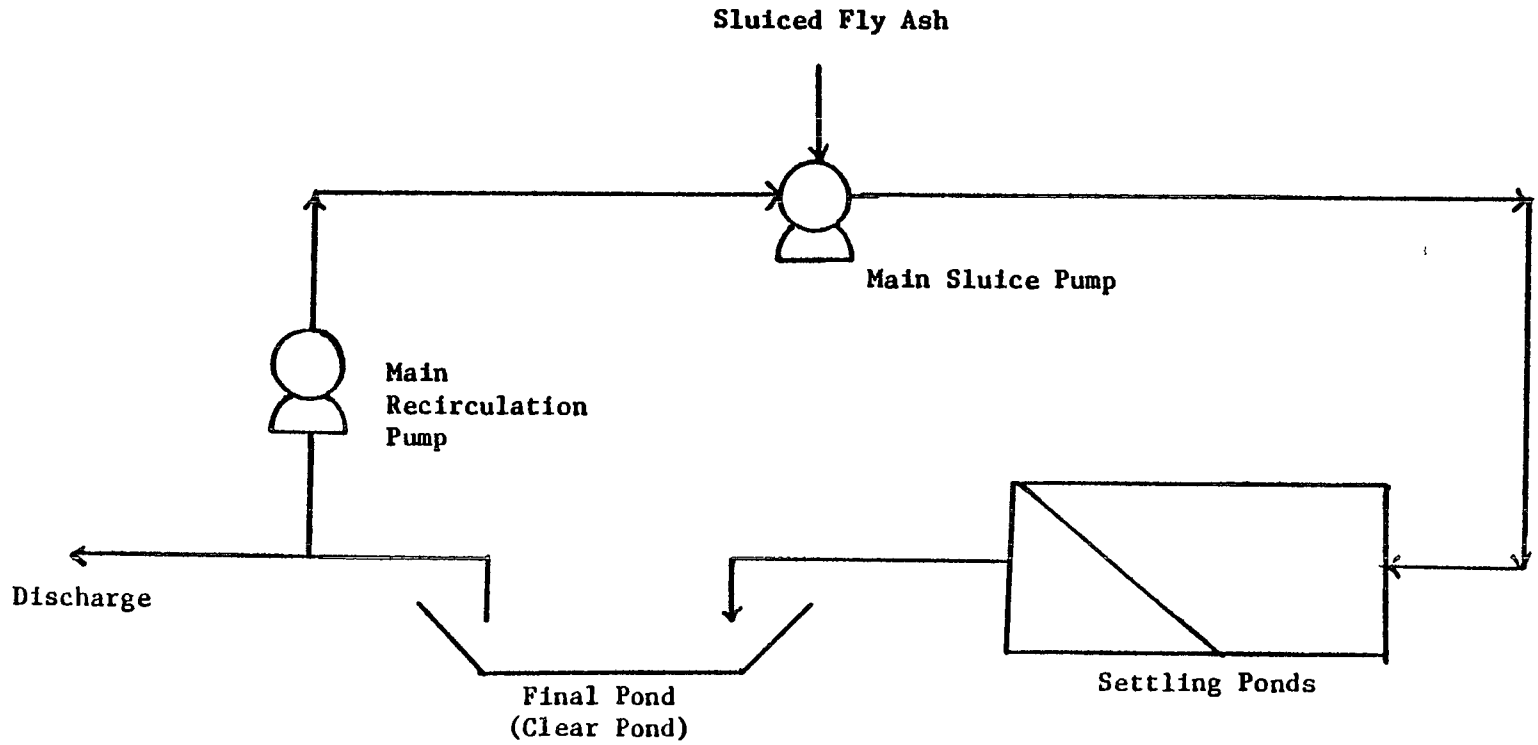 Sluiced Fly Ash
Main Sluice Pump
Main
Recirculation
Pump
Discharge
Final Pond
(Clear Pond)
Settling Ponds